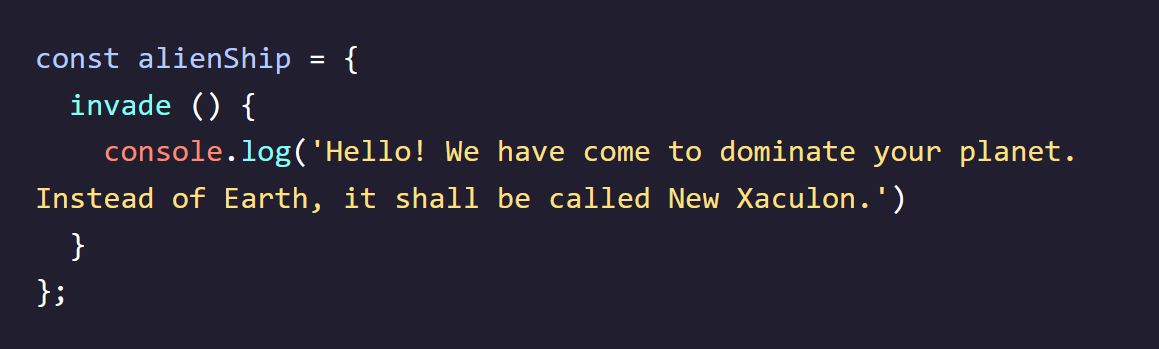 const alienShip = {
  invade () {
    console.log('Hello! We have come to dominate your planet.
Instead of Earth, it shall be called New Xaculon.')
  }
};